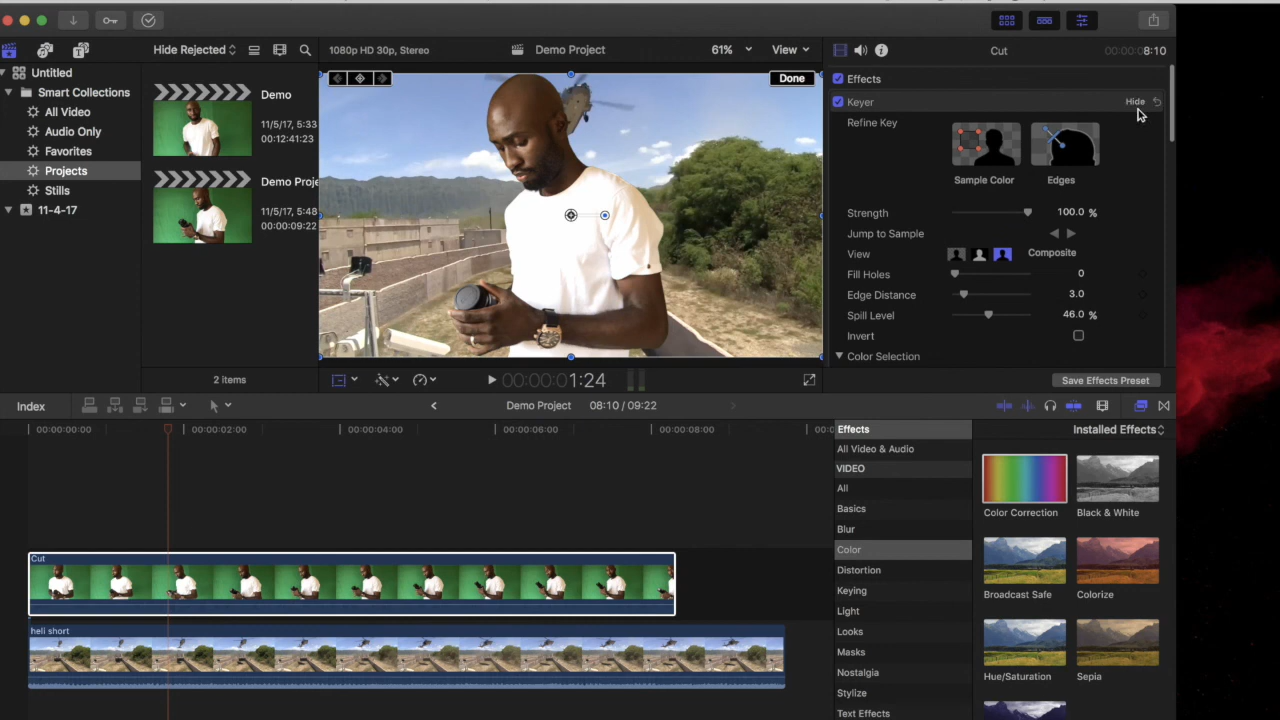 Hide Rejected
1080p HD 30p, Stereo
Demo Project
61%
View
Cut
00:00:08:10
Untitled
Smart Collections
All Video
Audio Only
Favorites
Projects
Stills
11-4-17
Demo
11/5/17, 5:33
00:12:41:23
Demo Proje
11/5/17, 5:48
00:00:09:22
2 items
Done
00:00:01:24
Effects
Keyer
Hide
Refine Key
Sample Color
Edges
Strength
100.0 %
Jump to Sample
View
Composite
Fill Holes
0
Edge Distance
3.0
Spill Level
46.0 %
Invert
Color Selection
Save Effects Preset
Index
Demo Project
08:10 / 09:22
00:00:00:00
00:00:02:00
00:00:04:00
00:00:06:00
00:00:08:00
00:0
Cut
heli short
Effects
All Video & Audio
VIDEO
All
Basics
Blur
Color
Distortion
Keying
Light
Looks
Masks
Nostalgia
Stylize
Text Effects
Installed Effects
Color Correction
Black & White
Broadcast Safe
Colorize
Hue/Saturation
Sepia